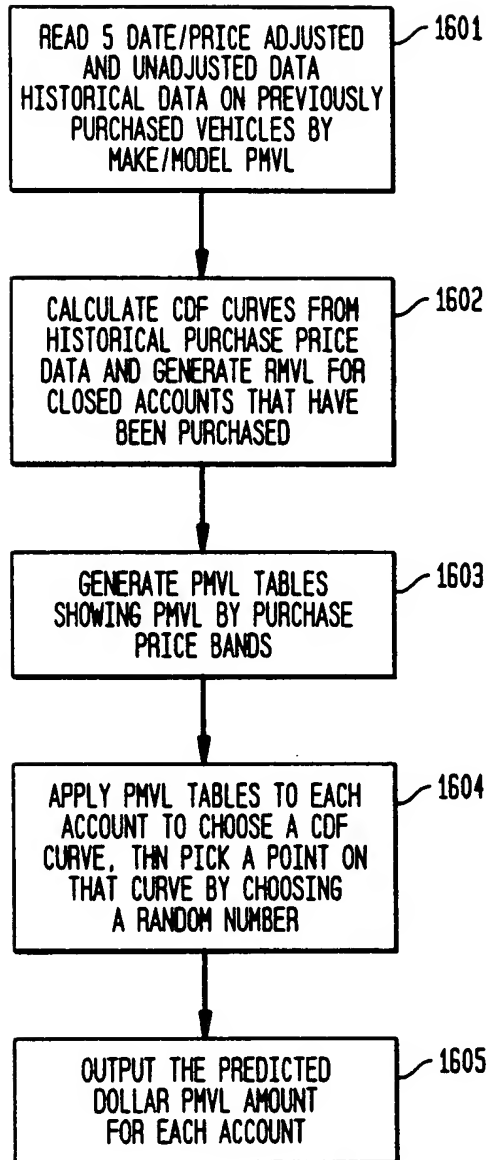 READ 5 DATE/PRICE ADJUSTED
AND UNADJUSTED DATA
HISTORICAL DATA ON PREVIOUSLY
PURCHASED VEHICLES BY
MAKE/MODEL PMVL
1601
CALCULATE CDF CURVES FROM
HISTORICAL PURCHASE PRICE
DATA AND GENERATE RMVL FOR
CLOSED ACCOUNTS THAT HAVE
BEEN PURCHASED
1602
GENERATE PMVL TABLES
SHOWING PMVL BY PURCHASE
PRICE BANDS
1603
APPLY PMVL TABLES TO EACH
ACCOUNT TO CHOOSE A CDF
CURVE, THN PICK A POINT ON
THAT CURVE BY CHOOSING
A RANDOM NUMBER
1604
OUTPUT THE PREDICTED
DOLLAR PMVL AMOUNT
FOR EACH ACCOUNT
1605